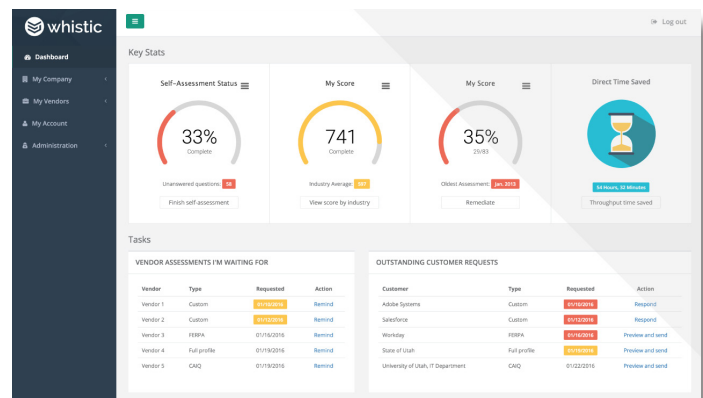 whistic
Log out
Dashboard
My Company
My Vendors
My Account
Administration
Key Stats
Self-Assessment Status
33%
Complete
Unanswered questions: 58
Finish self-assessment
My Score
741
Complete
Industry Average:
View score by industry
My Score
35%
29/83
Oldest Assessment: Jan, 2013
Remediate
Direct Time Saved
54 Hours, 32 Minutes
Throughput time saved
Tasks
VENDOR ASSESSMENTS I'M WAITING FOR
Vendor Type Requested Action
Vendor 1 Custom 01/10/2016 Remind
Vendor 2 Custom 01/12/2016 Remind
Vendor 3 FERPA 01/16/2016 Remind
Vendor 4 Full profile 01/19/2016 Remind
Vendor 5 CAIQ 01/19/2016 Remind
OUTSTANDING CUSTOMER REQUESTS
Customer Type Requested Action
Adobe Systems Custom 01/10/2016 Respond
Salesforce Custom 01/12/2016 Respond
Workday FERPA 01/16/2016 Preview and send
State of Utah Full profile 01/19/2016 Preview and send
University of Utah, IT Department CAIQ 01/22/2016 Preview and send